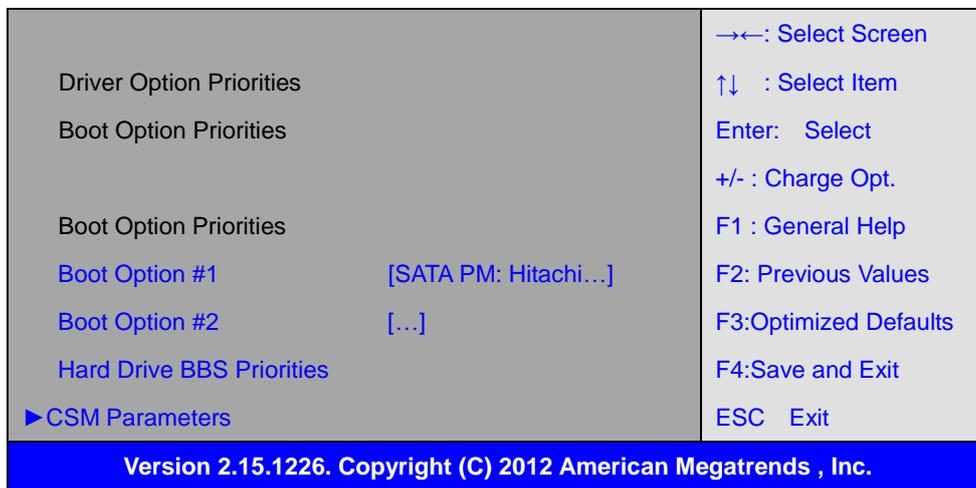 Driver Option Priorities
Boot Option Priorities
Boot Option Priorities
Boot Option #1 [SATA PM: Hitachi…]
Boot Option #2 […]
Hard Drive BBS Priorities
►CSM Parameters
→←: Select Screen
↑↓ : Select Item
Enter: Select
+/- : Charge Opt.
F1 : General Help
F2: Previous Values
F3:Optimized Defaults
F4:Save and Exit
ESC Exit
Version 2.15.1226. Copyright (C) 2012 American Megatrends , Inc.